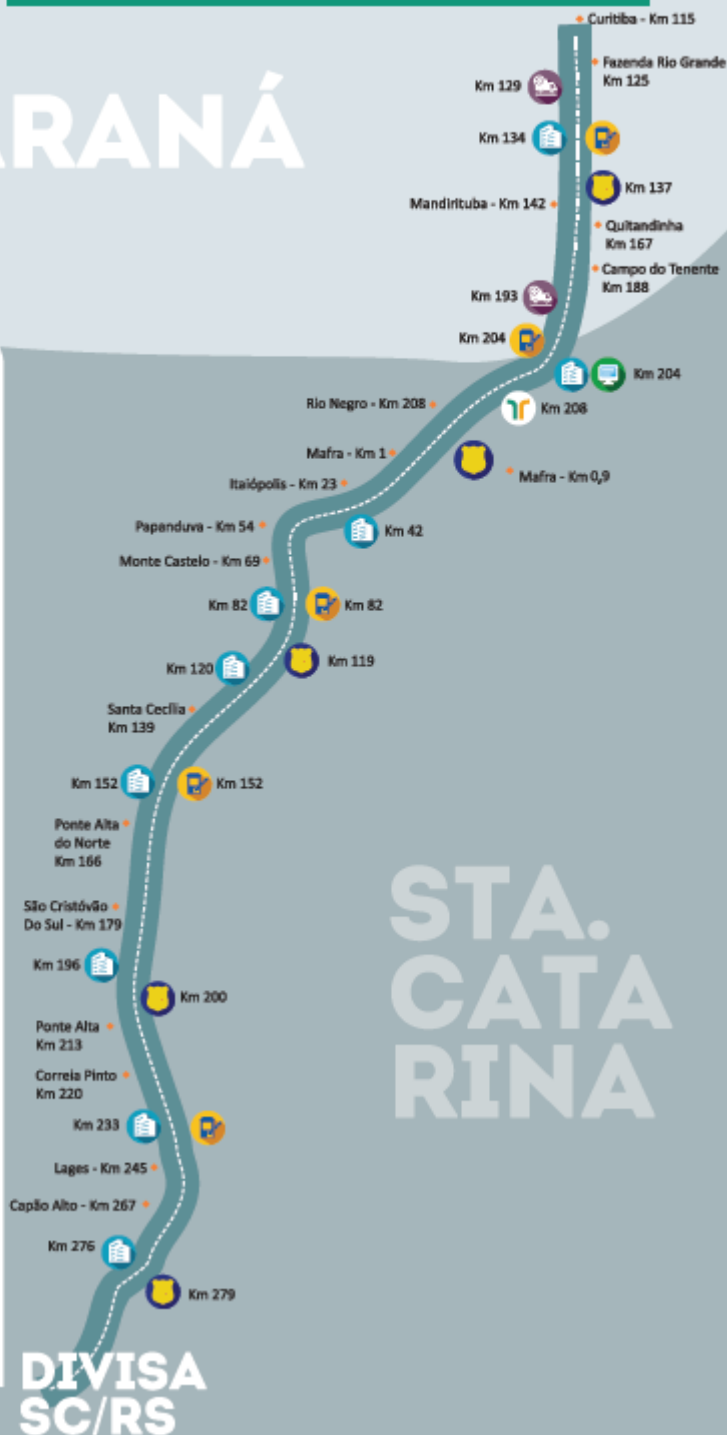 Curitiba - Km 115
ARANÁ
Fazenda Rio Grande
Km 125
Km 129
Km 134
Km 137
Mandirituba - Km 142
Quitandinha
Km 167
Campo do Tenente
Km 188
Km 193
Km 204
Km 204
Rio Negro - Km 208
Km 208
Mafra - Km 1
Mafra - Km 0,9
Itaiópolis - Km 23
Papanduva - Km 54
Km 42
Monte Castelo - Km 69
Km 82
Km 82
Km 120
Km 119
Santa Cecília
Km 139
Km 152
Km 152
Ponte Alta
do Norte
Km 166
STA.
CATA
RINA
São Cristóvão
Do Sul - Km 179
Km 196
Km 200
Ponte Alta
Km 213
Correia Pinto
Km 220
Km 233
Lages - Km 245
Capão Alto - Km 267
Km 276
Km 279
DIVISA
SC/RS